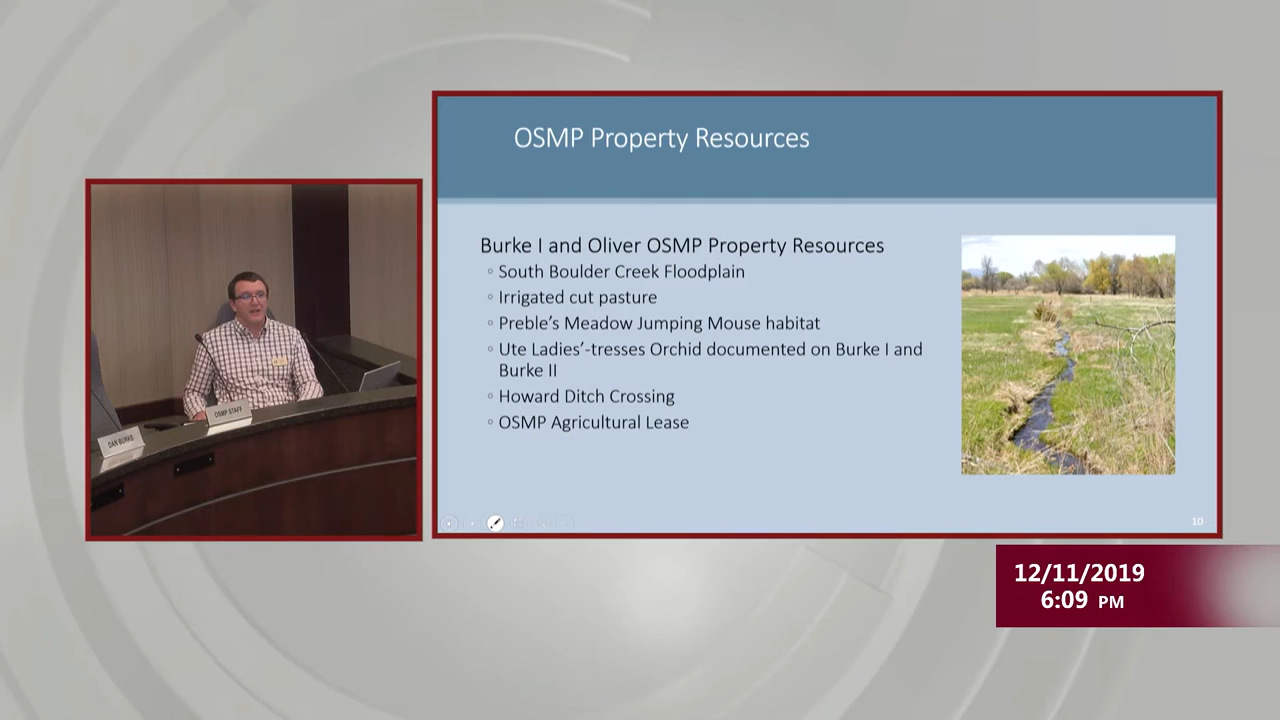 OSMP Property Resources
Burke I and Oliver OSMP Property Resources
◦ South Boulder Creek Floodplain
◦ Irrigated cut pasture
◦ Preble's Meadow Jumping Mouse habitat
◦ Ute Ladies'-tresses Orchid documented on Burke I and
Burke II
◦ Howard Ditch Crossing
◦ OSMP Agricultural Lease
10
DAN BURKE
OSMP STAFF
12/11/2019
6:09 PM